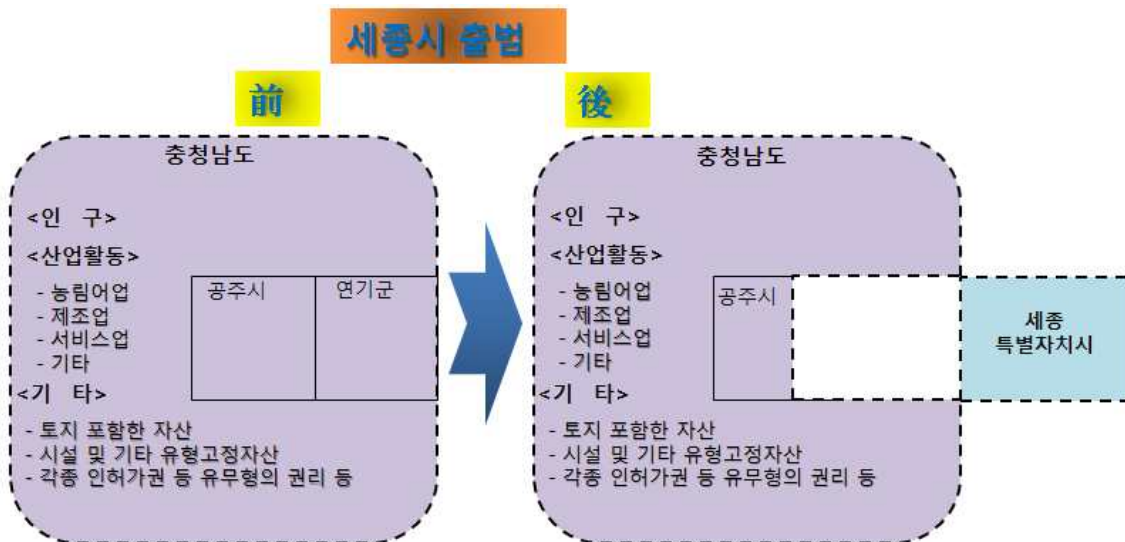 세종시 출범
前
後
충청남도
<인 구>
<산업활동>
- 농림어업
- 제조업
- 서비스업
- 기타
공주시
연기군
<기 타>
- 토지 포함한 자산
- 시설 및 기타 유형고정자산
- 각종 인허가권 등 유무형의 권리 등
충청남도
<인 구>
<산업활동>
- 농림어업
- 제조업
- 서비스업
- 기타
공주시
세종
특별자치시
<기 타>
- 토지 포함한 자산
- 시설 및 기타 유형고정자산
- 각종 인허가권 등 유무형의 권리 등